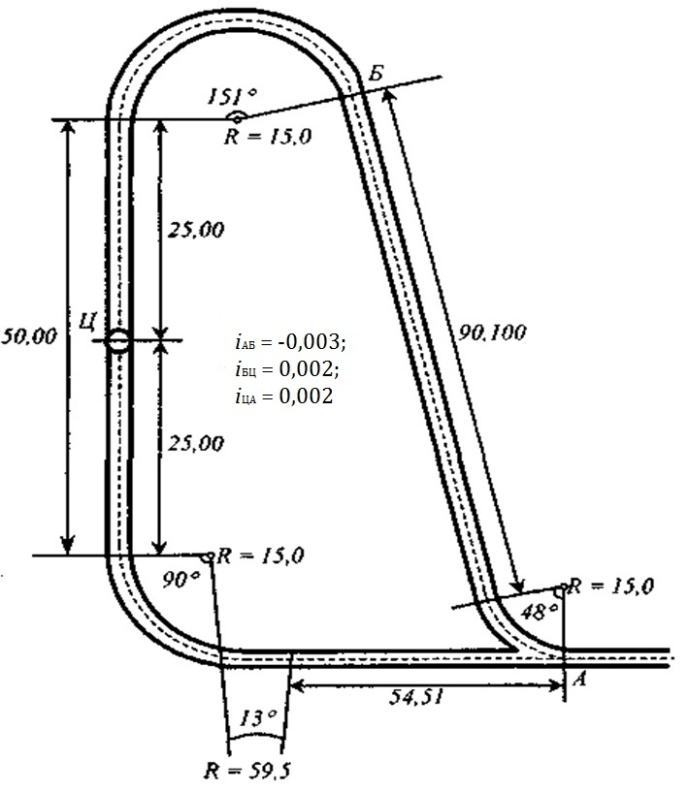 Б
151°
R = 15,0
25,00
Ц
50,00
iАБ = -0,003;
iБЦ = 0,002;
iЦА = 0,002
90,100
25,00
R = 15,0
90°
R = 15,0
48°
А
54,51
13°
R = 59,5